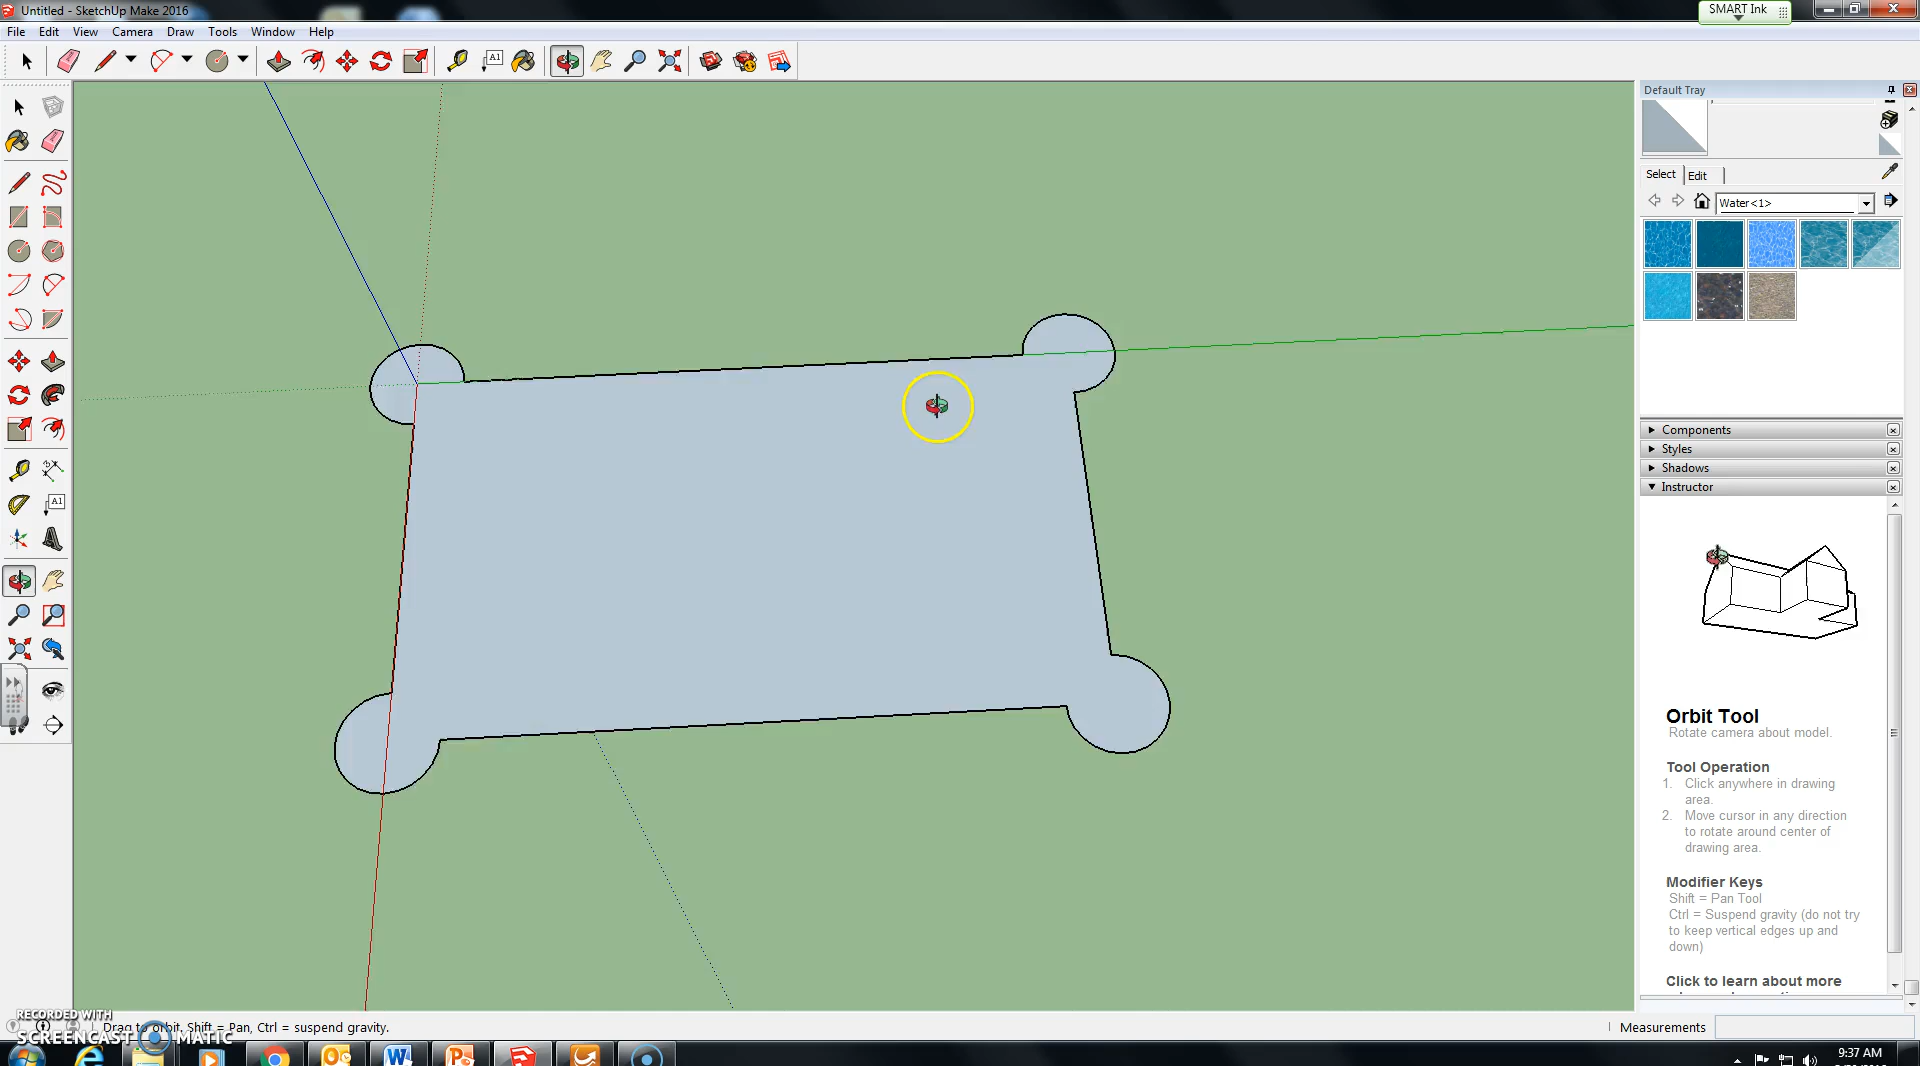 Untitled - SketchUp Make 2016
SMART Ink
File Edit View Camera Draw Tools Window Help
A1
Default Tray
Select Edit
Water<1>
A1
Components
Styles
Shadows
Instructor
Orbit Tool
Rotate camera about model.
Tool Operation
1. Click anywhere in drawing
area.
2. Move cursor in any direction
to rotate around center of
drawing area.
Modifier Keys
Shift = Pan Tool
Ctrl = Suspend gravity (do not try
to keep vertical edges up and
down)
Click to learn about more
RECORDED WITH
SCREENCAST MATIC
Drag to orbit. Shift = Pan, Ctrl = suspend gravity.
Measurements
9:37 AM